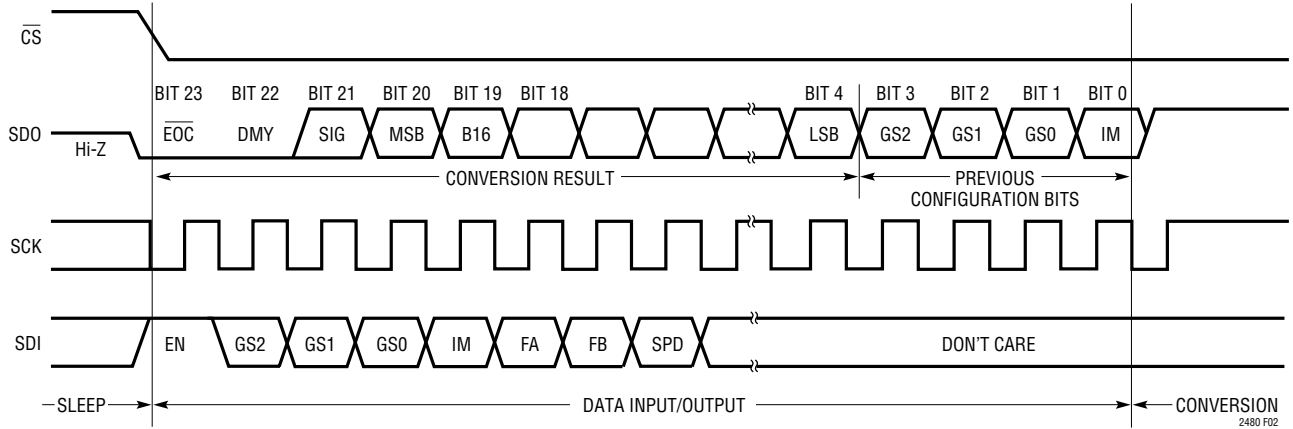 CS
BIT 23 BIT 22 BIT 21 BIT 20 BIT 19 BIT 18 BIT 4 BIT 3 BIT 2 BIT 1 BIT 0
SDO Hi-Z EOC DMY SIG MSB B16 LSB GS2 GS1 GS0 IM
CONVERSION RESULT PREVIOUS
CONFIGURATION BITS
SCK
SDI EN GS2 GS1 GS0 IM FA FB SPD DON'T CARE
SLEEP DATA INPUT/OUTPUT CONVERSION
2480 F02